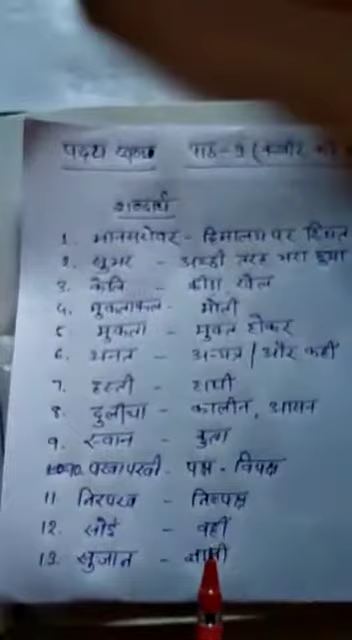 पद्य खण्ड पाठ-9 (कबीर की
शब्दार्थ
1. मानसरोवर - हिमालय पर स्थित
2. सुभर - अच्छी तरह भरा हुआ
3. केलि - क्रीड़ा खेल
4. मुकताफल - मोती
5 मुकता - मुक्त होकर
6. अनत - अन्यत्र / और कहीं
7. हस्ती - हाथी
8. दुलीचा - कालीन, आसन
9. स्वान - कुत्ता
10. पखापखी - पक्ष - विपक्ष
11 निरपख - निष्पक्ष
12. सोई - वही
13. सुजान - ज्ञानी